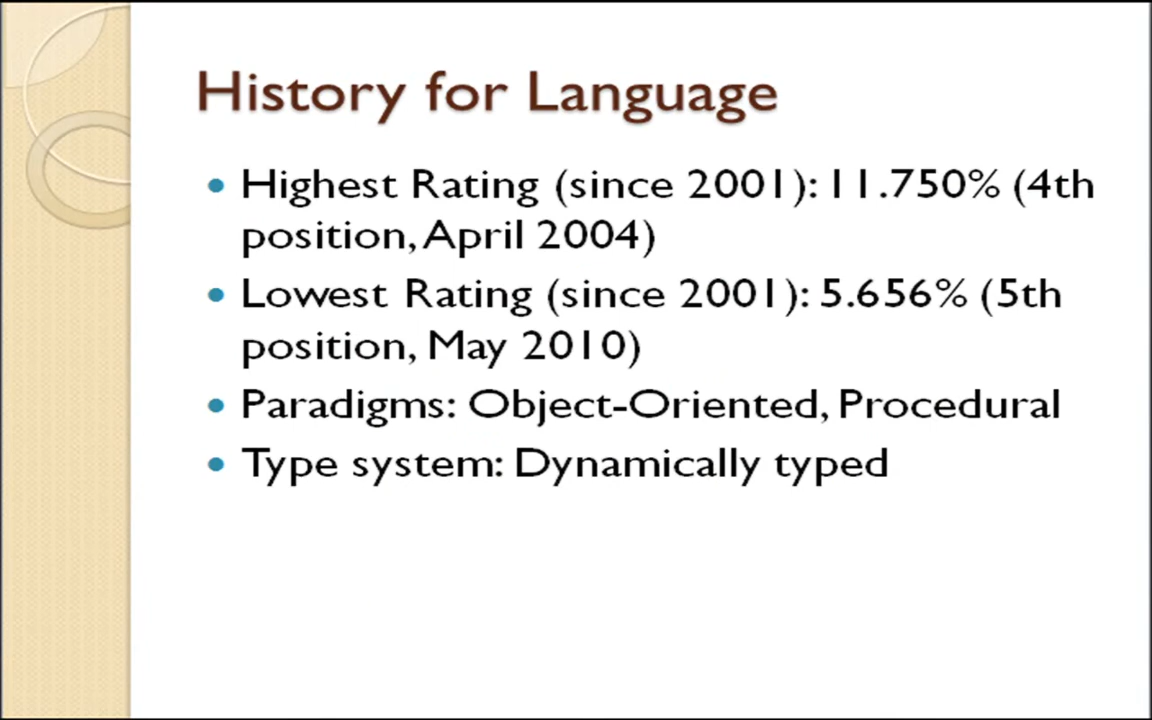 History for Language
• Highest Rating (since 2001): 11.750% (4th
position, April 2004)
• Lowest Rating (since 2001): 5.656% (5th
position, May 2010)
• Paradigms: Object-Oriented, Procedural
• Type system: Dynamically typed